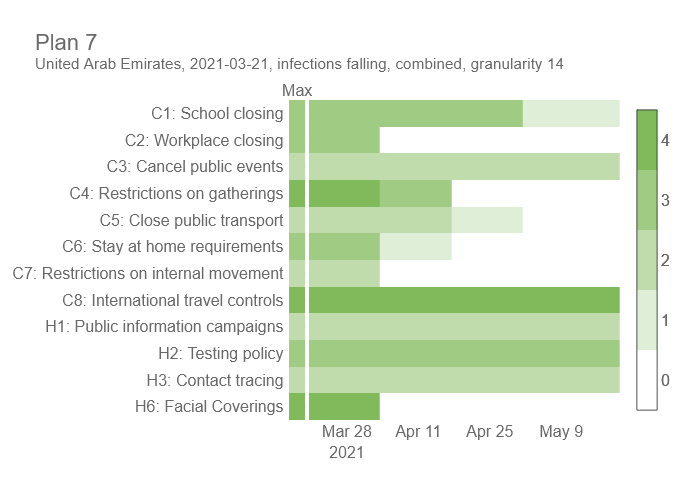 Plan 7
United Arab Emirates, 2021-03-21, infections falling, combined, granularity 14
Max
C1: School closing
C2: Workplace closing
C3: Cancel public events
C4: Restrictions on gatherings
C5: Close public transport
C6: Stay at home requirements
C7: Restrictions on internal movement
C8: International travel controls
H1: Public information campaigns
H2: Testing policy
H3: Contact tracing
H6: Facial Coverings
Mar 28 Apr 11 Apr 25 May 9
2021
4
3
2
1
0